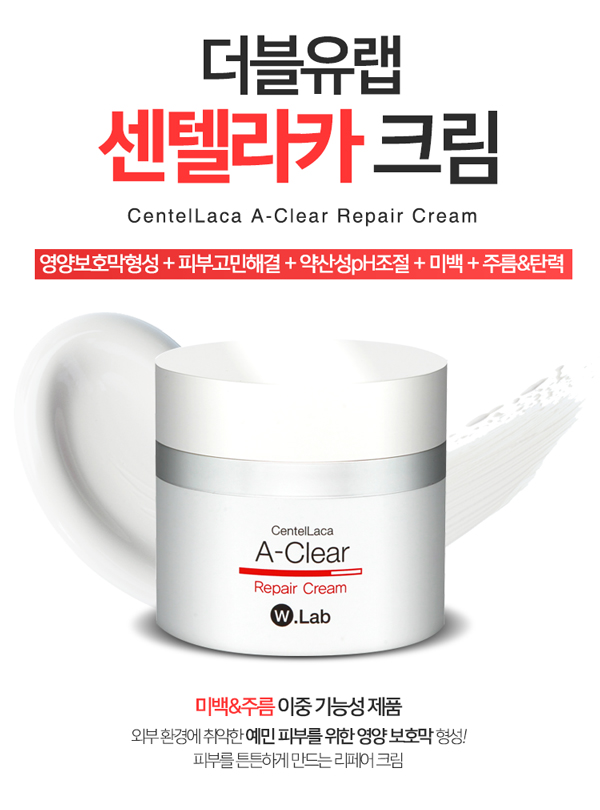 더블유랩
센텔라카 크림
CentelLaca A-Clear Repair Cream
영양보호막형성 + 피부고민해결 + 약산성pH조절 + 미백 + 주름&탄력
CentelLaca
A-Clear
Repair Cream
W.Lab
미백&주름 이중 기능성 제품
외부 환경에 취약한 예민 피부를 위한 영양 보호막 형성!
피부를 튼튼하게 만드는 리페어 크림